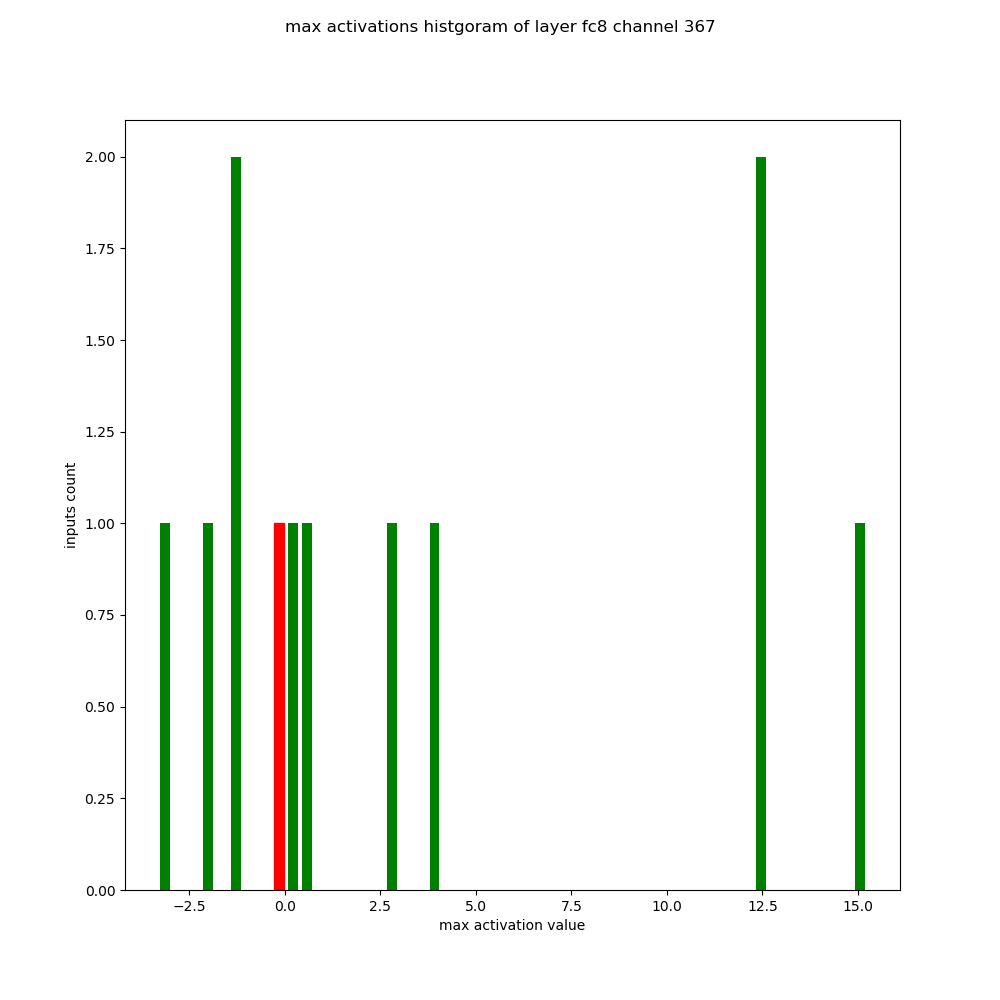 max activations histgoram of layer fc8 channel 367
2.00
1.75
1.50
1.25
1.00
0.75
0.50
0.25
0.00
inputs count
−2.5 0.0 2.5 5.0 7.5 10.0 12.5 15.0
max activation value